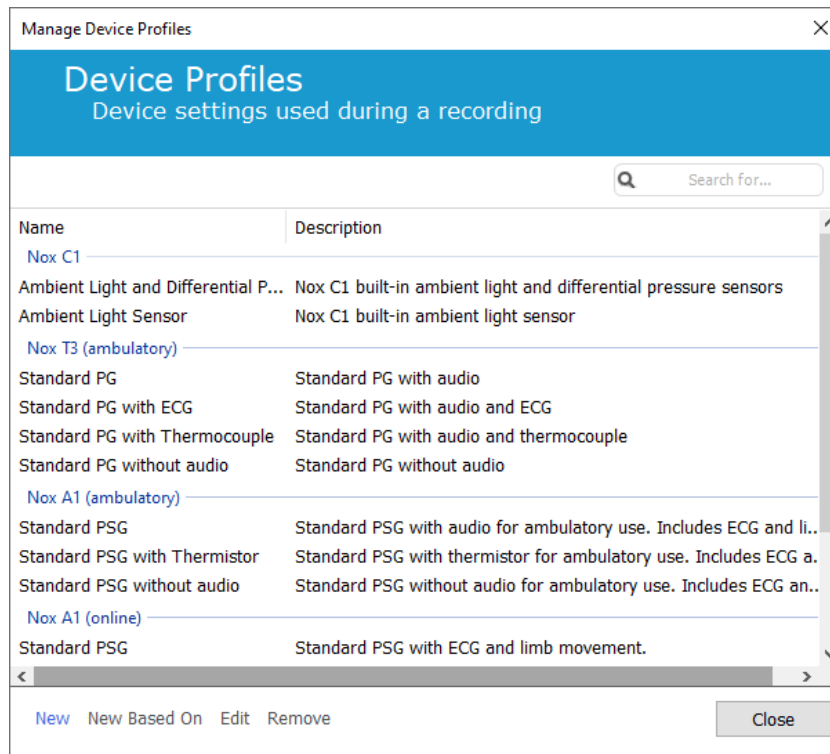 Manage Device Profiles
Device Profiles
Device settings used during a recording
Search for...
Name Description
Nox C1
Ambient Light and Differential P... Nox C1 built-in ambient light and differential pressure sensors
Ambient Light Sensor Nox C1 built-in ambient light sensor
Nox T3 (ambulatory)
Standard PG Standard PG with audio
Standard PG with ECG Standard PG with audio and ECG
Standard PG with Thermocouple Standard PG with audio and thermocouple
Standard PG without audio Standard PG without audio
Nox A1 (ambulatory)
Standard PSG Standard PSG with audio for ambulatory use. Includes ECG and li..
Standard PSG with Thermistor Standard PSG with thermistor for ambulatory use. Includes ECG a.
Standard PSG without audio Standard PSG without audio for ambulatory use. Includes ECG an..
Nox A1 (online)
Standard PSG Standard PSG with ECG and limb movement.
New New Based On Edit Remove Close